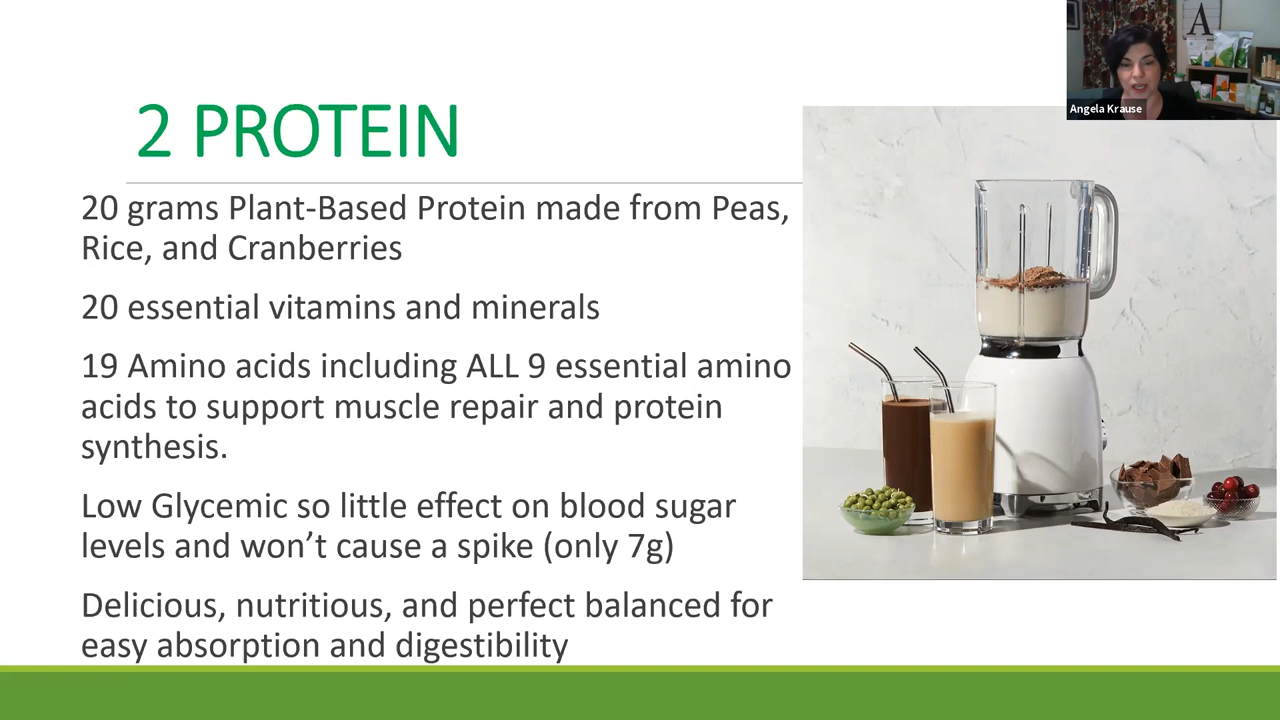 A
Angela Krause
2 PROTEIN
20 grams Plant-Based Protein made from Peas,
Rice, and Cranberries
20 essential vitamins and minerals
19 Amino acids including ALL 9 essential amino
acids to support muscle repair and protein
synthesis.
Low Glycemic so little effect on blood sugar
levels and won’t cause a spike (only 7g)
Delicious, nutritious, and perfect balanced for
easy absorption and digestibility